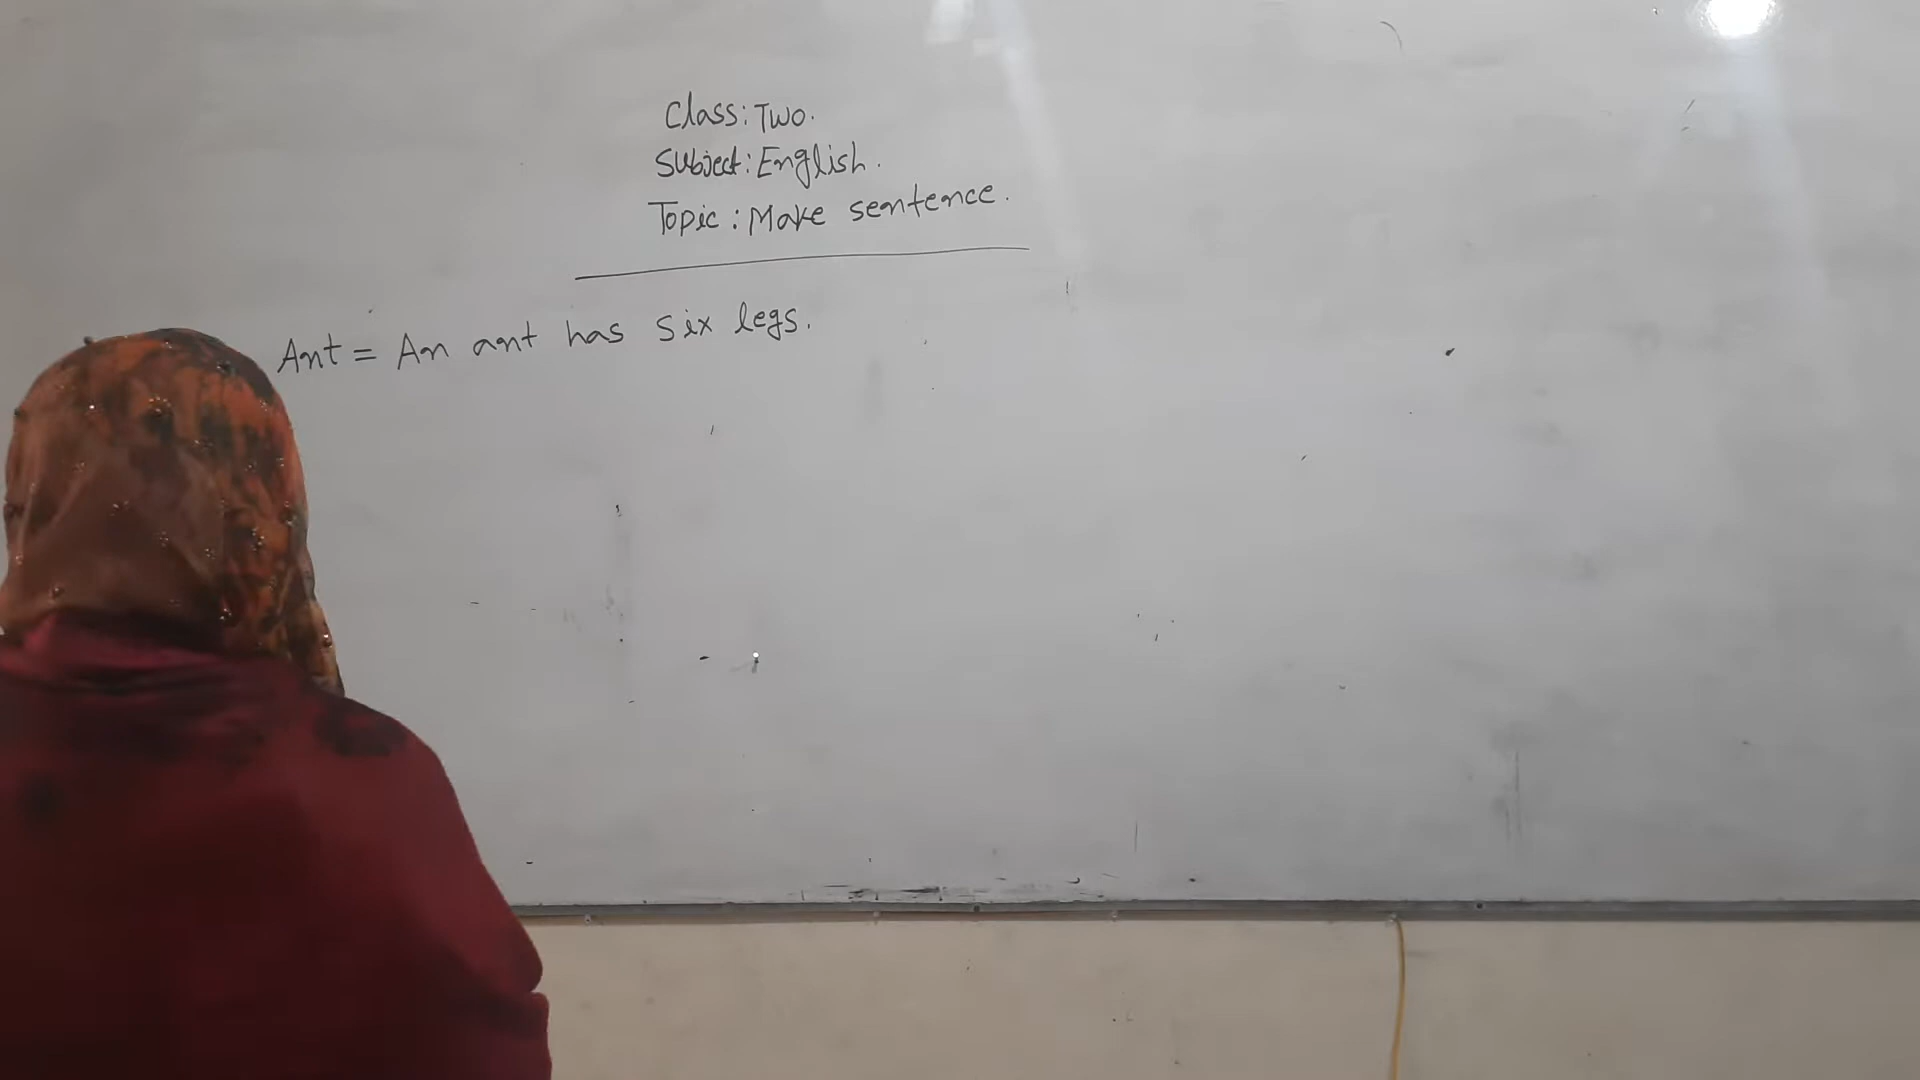 Class: Two.
Subject: English.
Topic: Make sentence.
Ant = An ant has six legs.